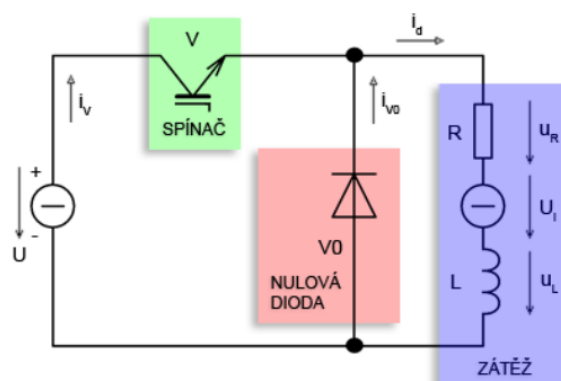 i_d
V
i_V
SPÍNAČ
i_V0
R
u_R
+
-
U
U_I
V0
L
u_L
NULOVÁ
DIODA
ZÁTĚŽ